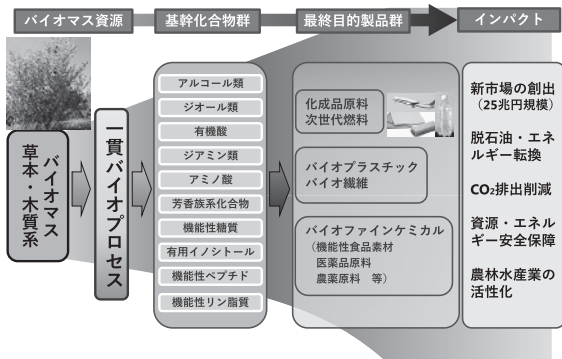 バイオマス資源
基幹化合物群
最終目的製品群
インパクト
草本・木質系
バイオマス
一貫バイオプロセス
アルコール類
ジオール類
有機酸
ジアミン類
アミノ酸
芳香族系化合物
機能性糖質
有用イノシトール
機能性ペプチド
機能性リン脂質
化成品原料
次世代燃料
バイオプラスチック
バイオ繊維
バイオファインケミカル
(機能性食品素材
医薬品原料
農薬原料 等)
新市場の創出
(25兆円規模)
脱石油・エネ
ルギー転換
CO₂排出削減
資源・エネル
ギー安全保障
農林水産業の
活性化